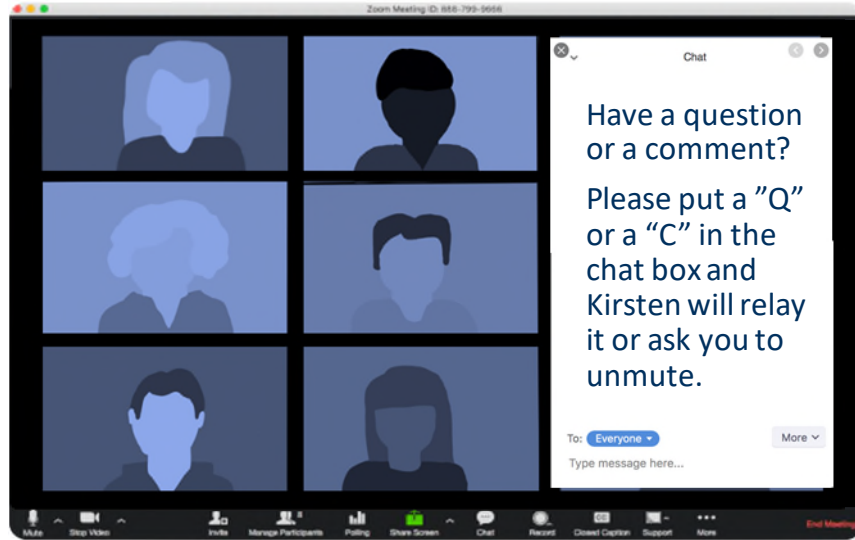 Zoom Meeting ID: 888-799-9666
Chat
Have a question
or a comment?
Please put a ”Q”
or a “C” in the
chat box and
Kirsten will relay
it or ask you to
unmute.
To: Everyone
More
Type message here...
Mute
Stop Video
Invite
Manage Participants
Polling
Share Screen
Chat
Record
Closed Caption
Support
More
End Meeting